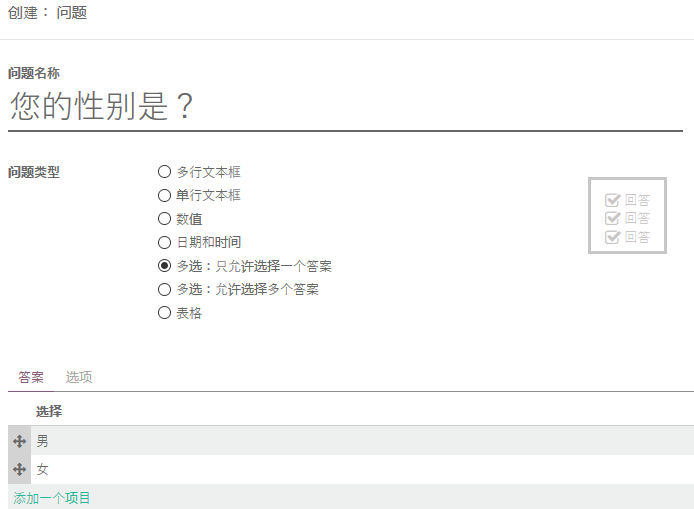 创建： 问题
问题名称
您的性别是？
问题类型
多行文本框
单行文本框
数值
日期和时间
多选：只允许选择一个答案
多选：允许选择多个答案
表格
回答
回答
回答
答案 选项
选择
男
女
添加一个项目